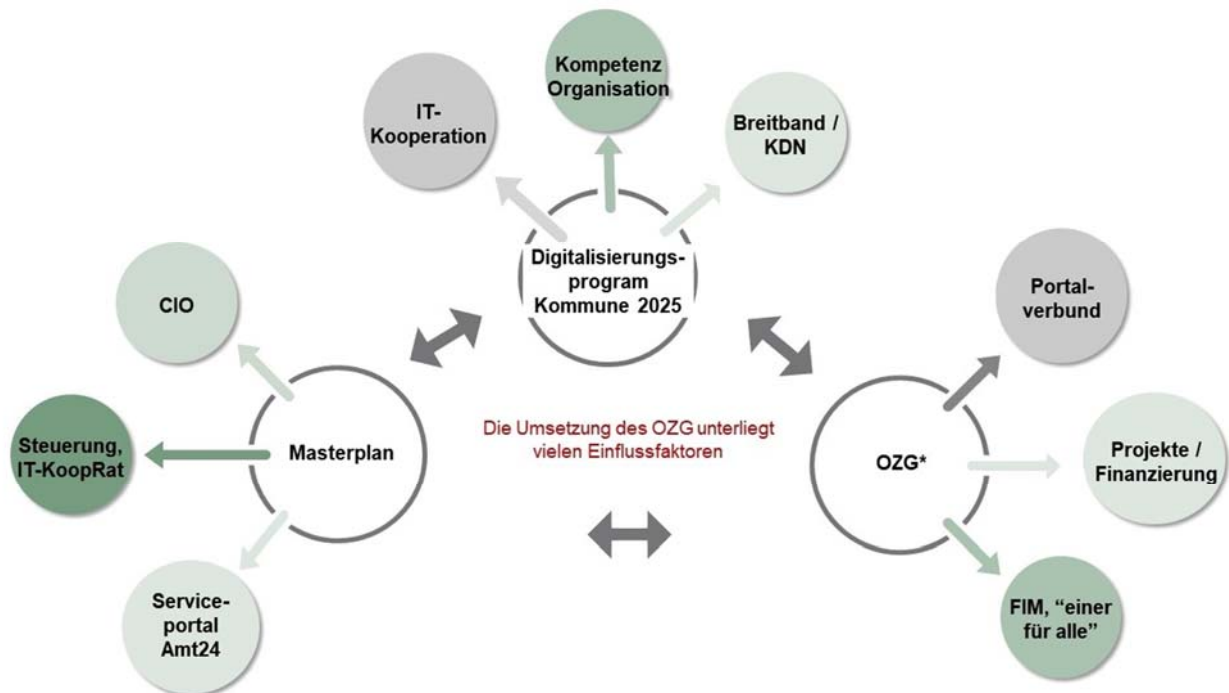 Kompetenz
Organisation
IT-
Kooperation
Breitband /
KDN
Digitalisierungs-
program
Kommune 2025
CIO
Portal-
verbund
Steuerung,
IT-KoopRat
Masterplan
Die Umsetzung des OZG unterliegt
vielen Einflussfaktoren
OZG*
Projekte /
Finanzierung
Service-
portal
Amt24
FIM, “einer
für alle”